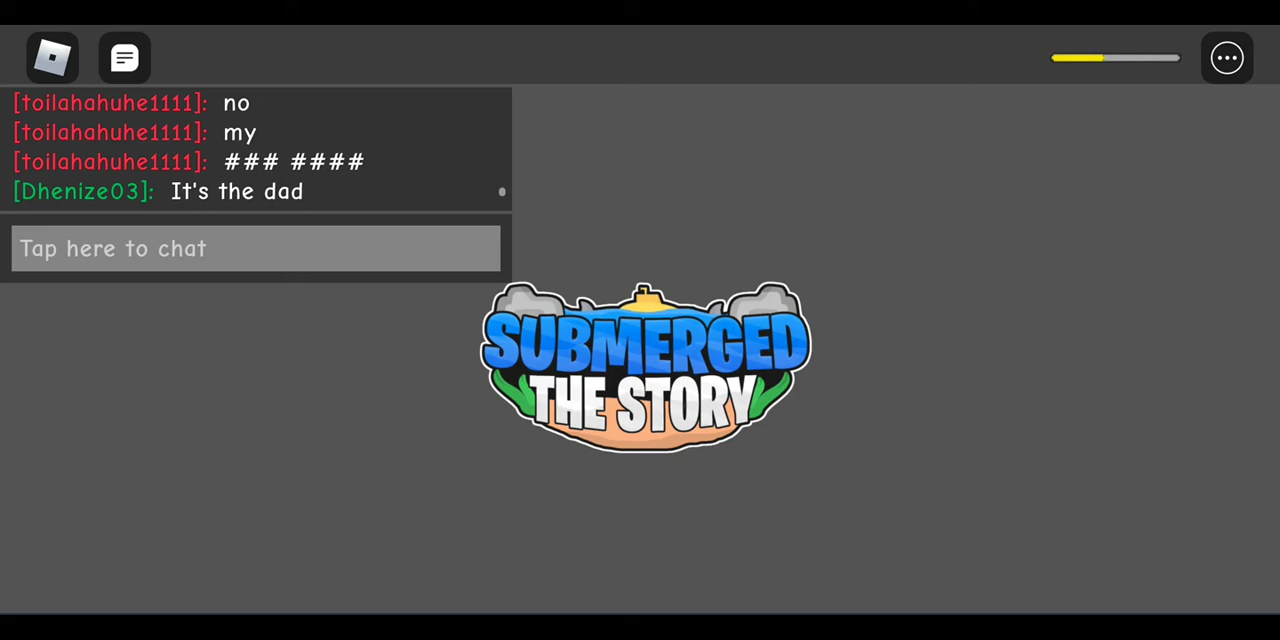 [toilahahuhe1111]: no
[toilahahuhe1111]: my
[toilahahuhe1111]: ### ####
[Dhenize03]: It's the dad
Tap here to chat
SUBMERGED
THE STORY